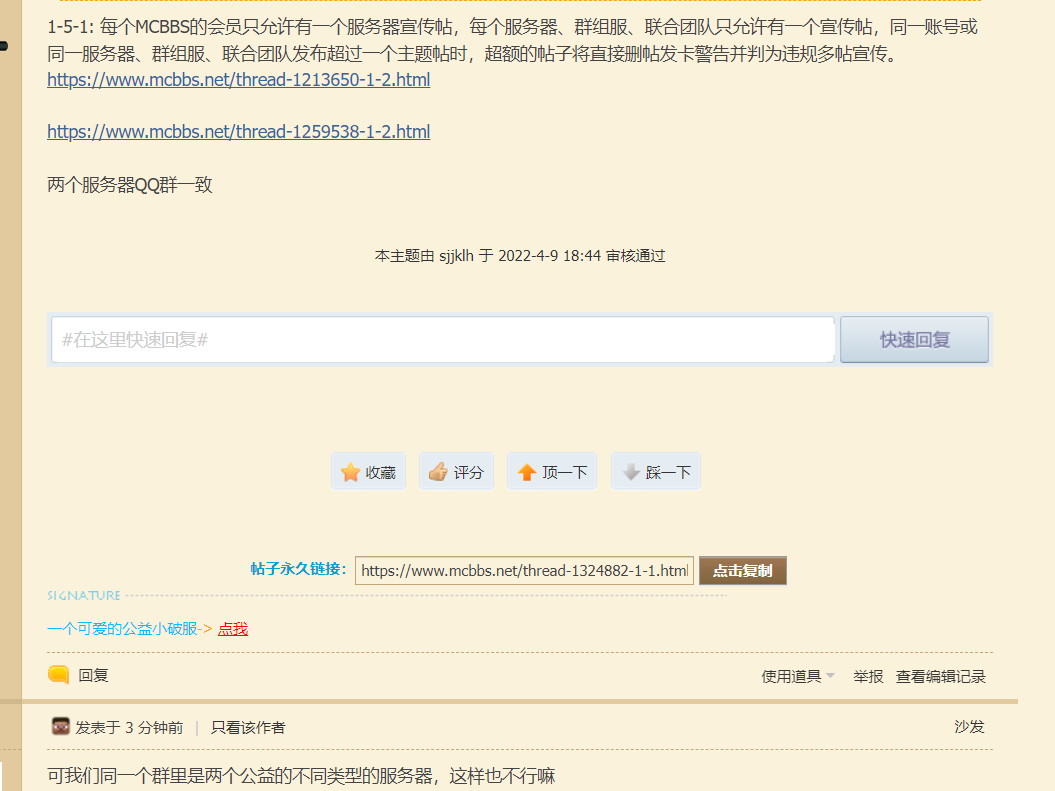 1-5-1: 每个MCBBS的会员只允许有一个服务器宣传帖，每个服务器、群组服、联合团队只允许有一个宣传帖，同一账号或
同一服务器、群组服、联合团队发布超过一个主题帖时，超额的帖子将直接删帖发卡警告并判为违规多帖宣传。
https://www.mcbbs.net/thread-1213650-1-2.html
https://www.mcbbs.net/thread-1259538-1-2.html
两个服务器QQ群一致
本主题由 sjjklh 于 2022-4-9 18:44 审核通过
#在这里快速回复# 快速回复
收藏 评分 顶一下 踩一下
帖子永久链接： https://www.mcbbs.net/thread-1324882-1-1.html 点击复制
SIGNATURE
一个可爱的公益小破服-> 点我
回复 使用道具 举报 查看编辑记录
发表于 3 分钟前 | 只看该作者 沙发
可我们同一个群里是两个公益的不同类型的服务器，这样也不行嘛